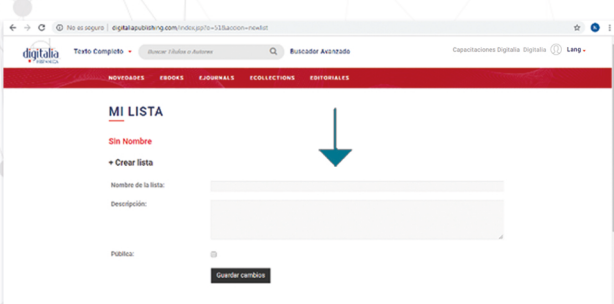 No es seguro | digitaliapublishing.com/index.jsp?o=531&accion=newlist
digitalia
Texto Completo
Buscar Títulos o Autores
Buscador Avanzado
Capacitaciones Digitalia Digitalia
Lang
NOVEDADES EBOOKS EJOURNALS ECOLLECTIONS EDITORIALES
MI LISTA
Sin Nombre
+ Crear lista
Nombre de la lista:
Descripción:
Pública:
Guardar cambios